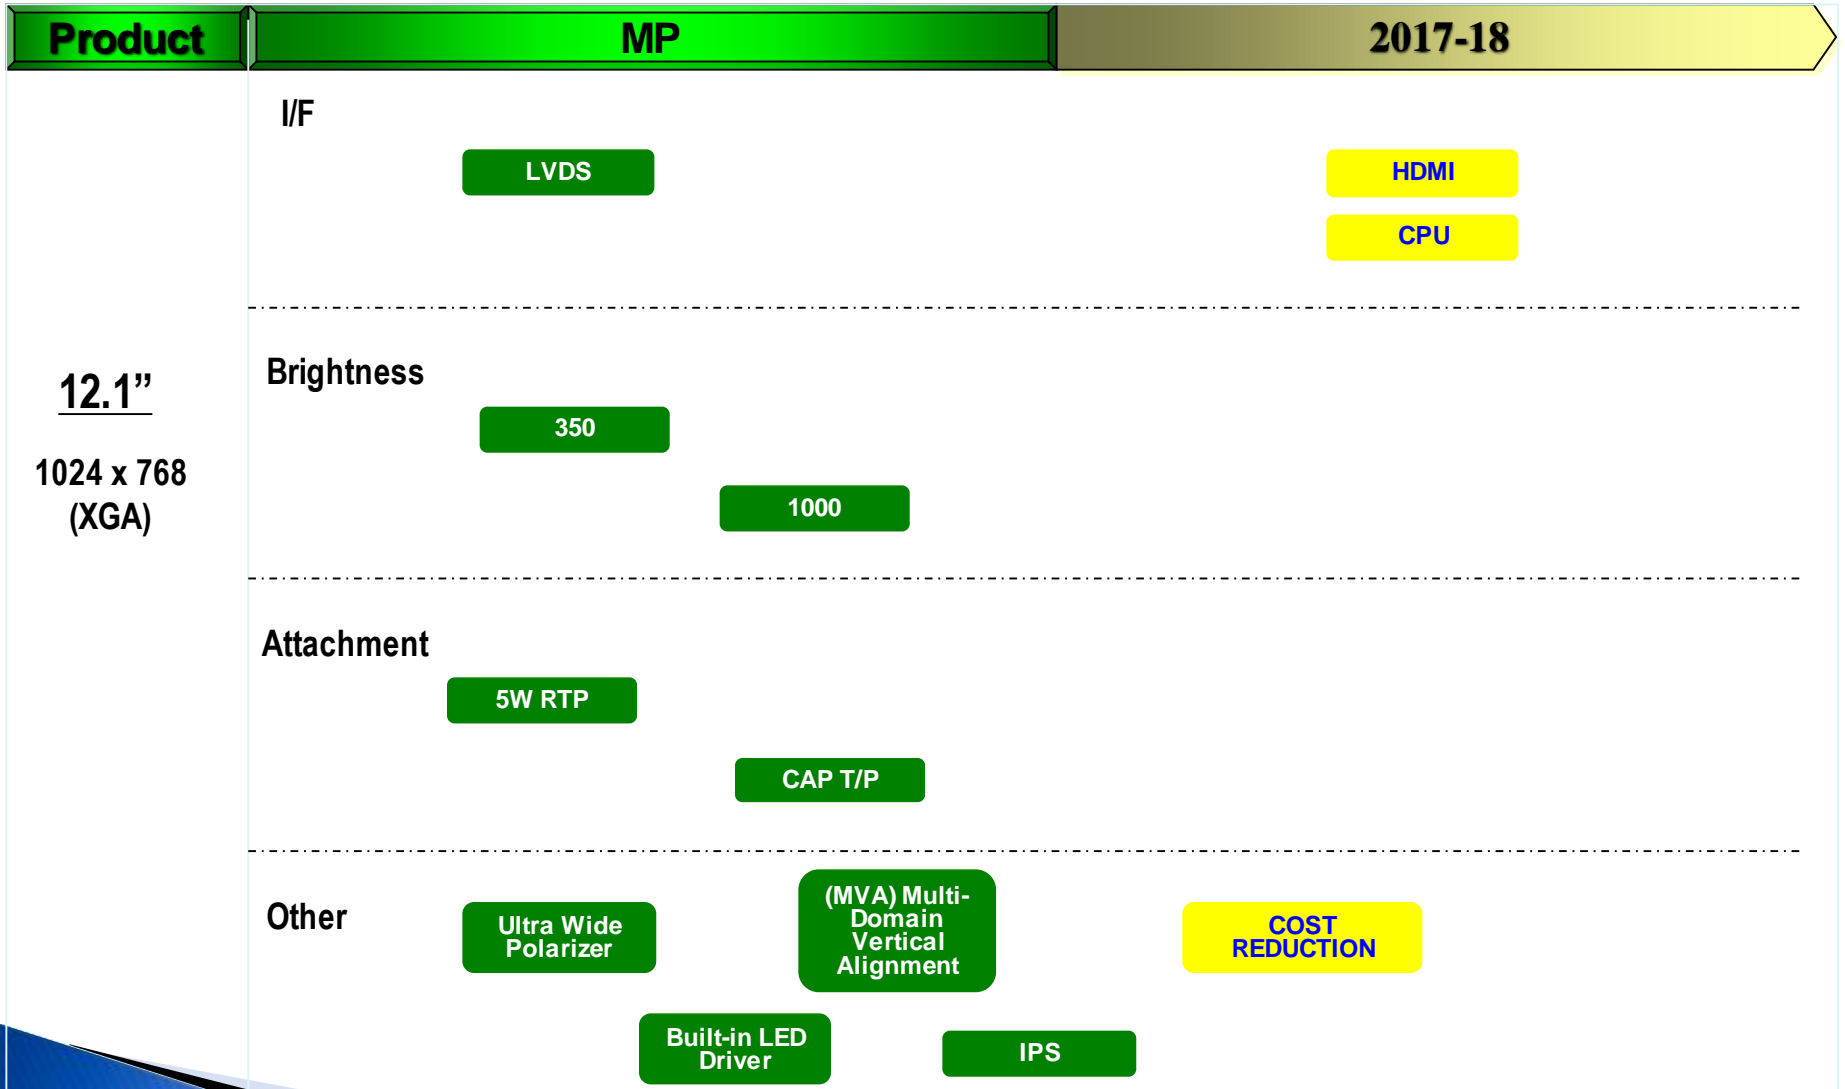 Product
MP
2017-18
I/F
LVDS
HDMI
CPU
12.1”
1024 x 768
(XGA)
Brightness
350
1000
Attachment
5W RTP
CAP T/P
Other
Ultra Wide
Polarizer
(MVA) Multi-
Domain
Vertical
Alignment
COST
REDUCTION
Built-in LED
Driver
IPS